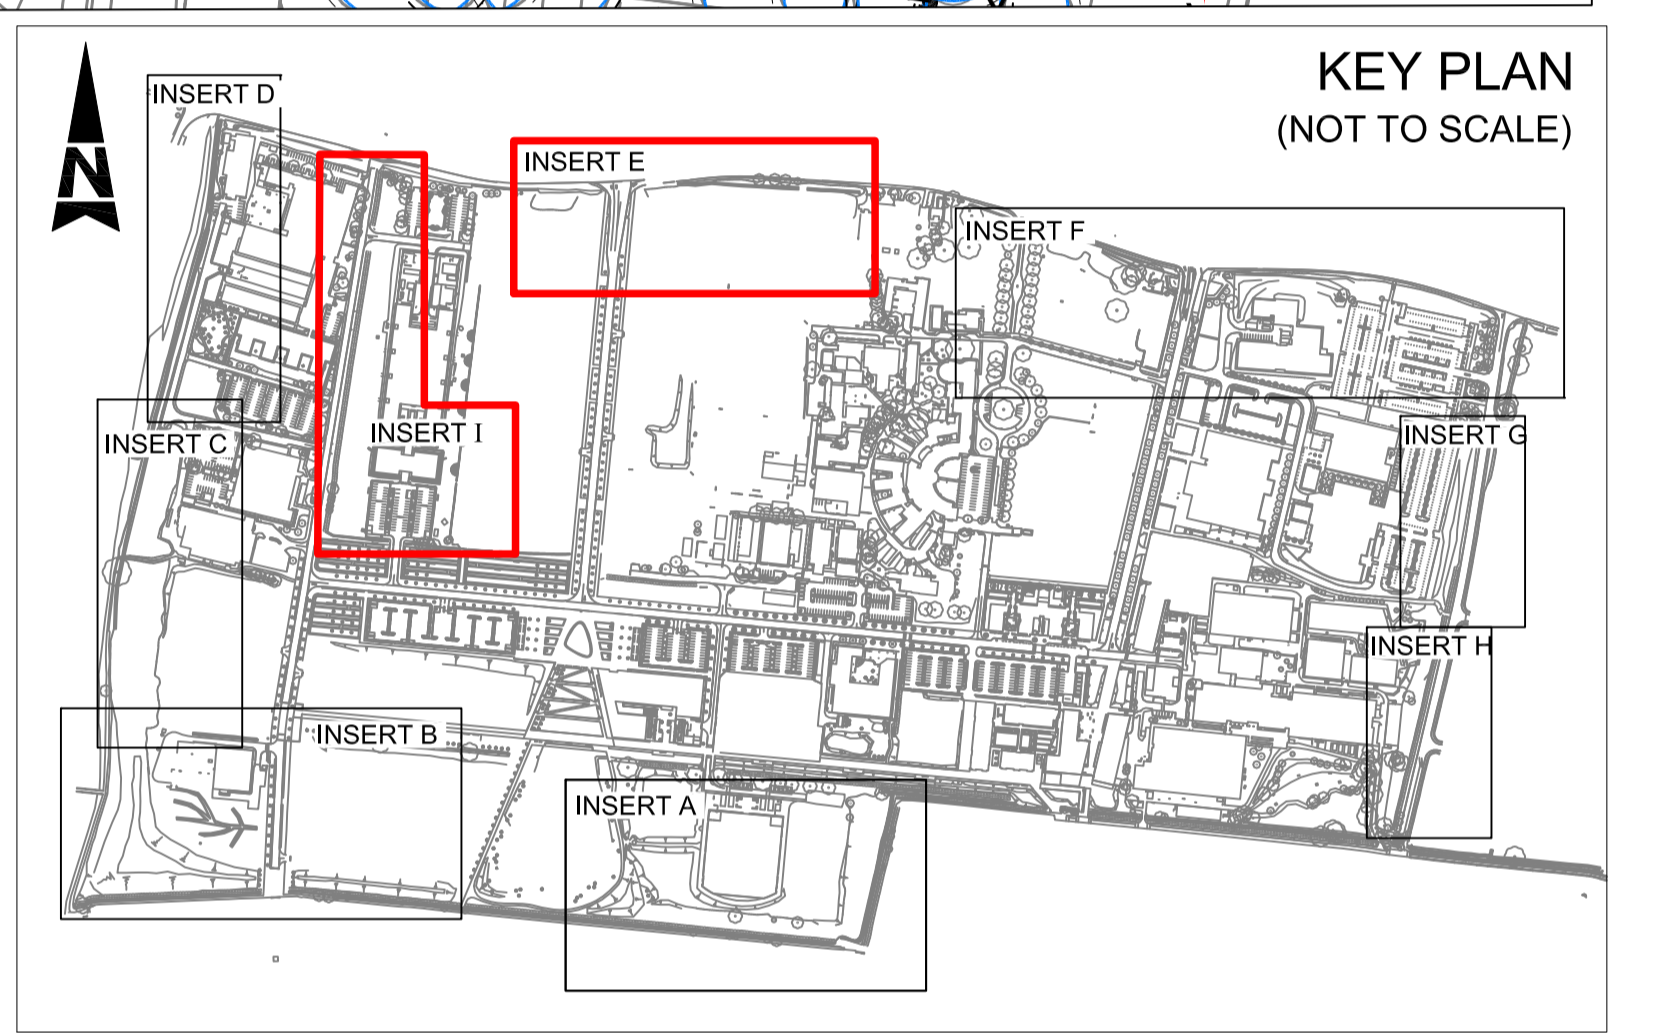 KEY PLAN
(NOT TO SCALE)
N
INSERT D
INSERT E
INSERT F
INSERT I
INSERT C
INSERT G
INSERT H
INSERT B
INSERT A